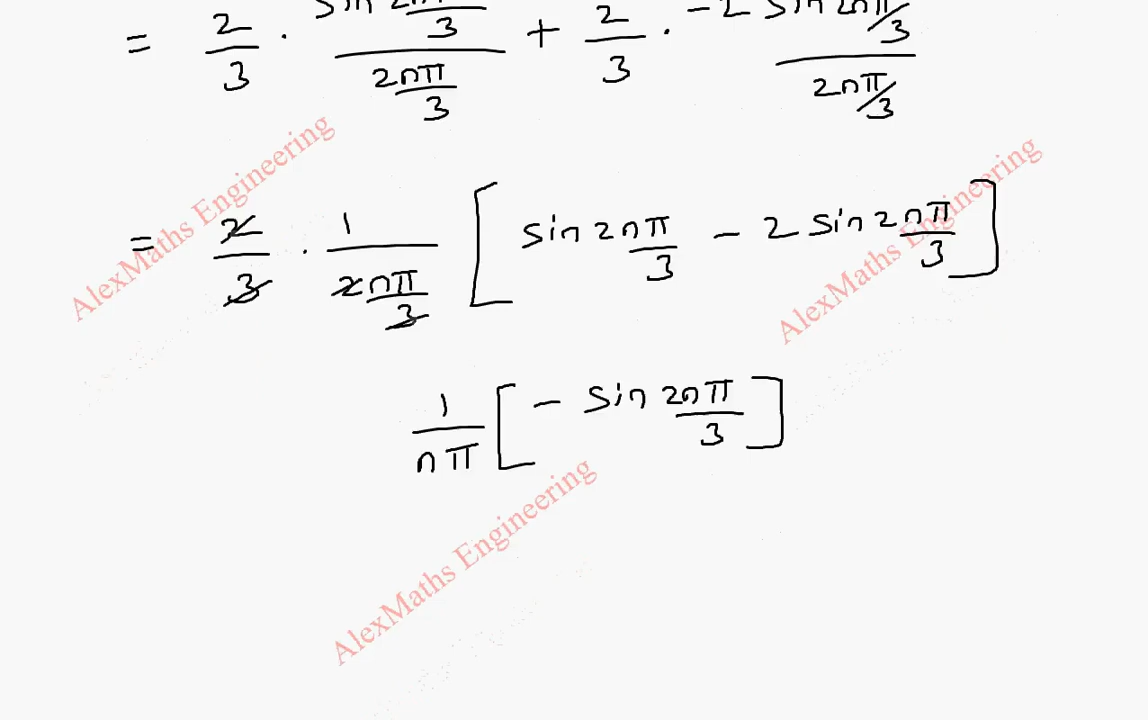 = 2/3 · (sin 2nπ/3)/(2nπ/3) + 2/3 · (-2 sin 2nπ/3)/(2nπ/3)
= 2/3 · 1/(2nπ/3) [ sin 2nπ/3 - 2 sin 2nπ/3 ]
1/nπ [ - sin 2nπ/3 ]
AlexMaths Engineering
AlexMaths Engineering
AlexMaths Engineering